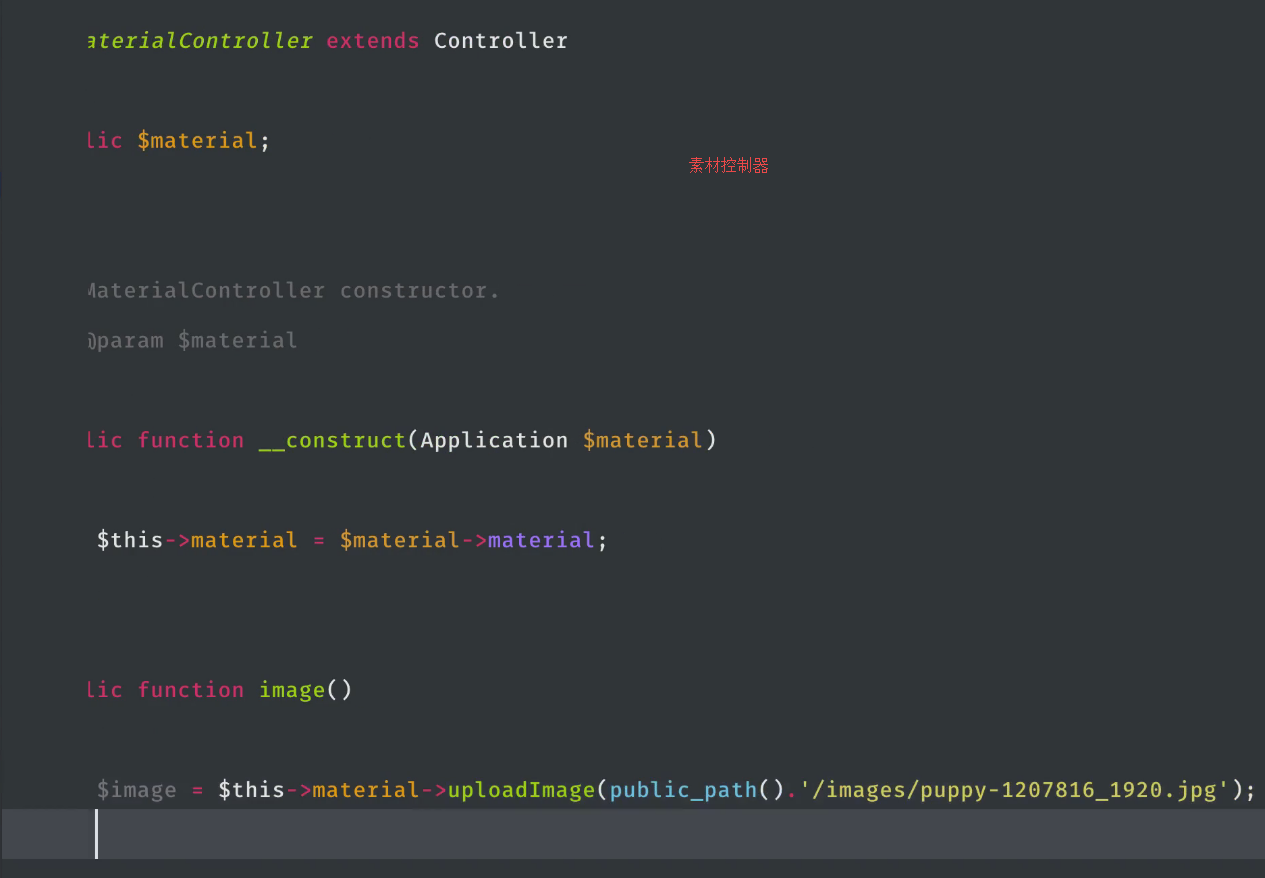 aterialController extends Controller
lic $material;
素材控制器
MaterialController constructor.
@param $material
lic function __construct(Application $material)
$this->material = $material->material;
lic function image()
$image = $this->material->uploadImage(public_path().'/images/puppy-1207816_1920.jpg');